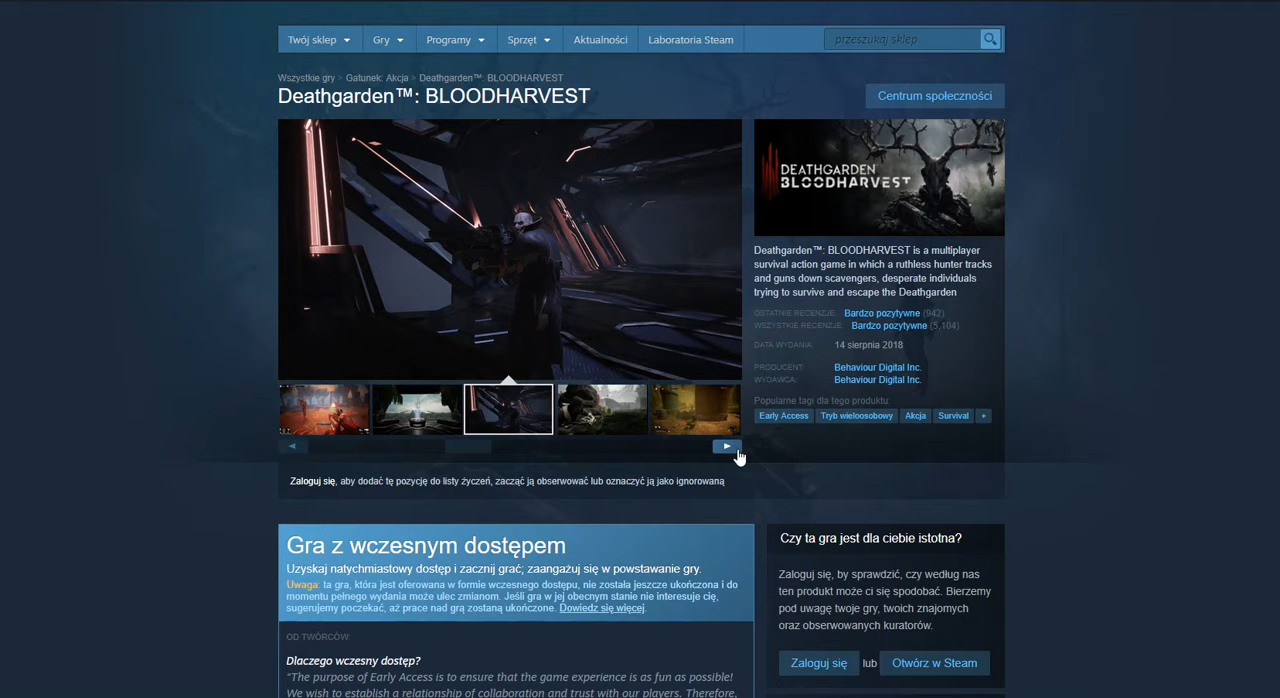 Twój sklep Gry Programy Sprzęt Aktualności Laboratoria Steam przeszukaj sklep
Wszystkie gry > Gatunek: Akcja > Deathgarden™: BLOODHARVEST
Deathgarden™: BLOODHARVEST
Centrum społeczności
DEATHGARDEN
BLOODHARVEST
Deathgarden™: BLOODHARVEST is a multiplayer
survival action game in which a ruthless hunter tracks
and guns down scavengers, desperate individuals
trying to survive and escape the Deathgarden
OSTATNIE RECENZJE: Bardzo pozytywne (942)
WSZYSTKIE RECENZJE: Bardzo pozytywne (5,104)
DATA WYDANIA: 14 sierpnia 2018
PRODUCENT: Behaviour Digital Inc.
WYDAWCA: Behaviour Digital Inc.
Popularne tagi dla tego produktu:
Early Access Tryb wieloosobowy Akcja Survival +
Zaloguj się, aby dodać tę pozycję do listy życzeń, zacząć ją obserwować lub oznaczyć ją jako ignorowaną
Gra z wczesnym dostępem
Uzyskaj natychmiastowy dostęp i zacznij grać; zaangażuj się w powstawanie gry.
Uwaga: ta gra, która jest oferowana w formie wczesnego dostępu, nie została jeszcze ukończona i do
momentu pełnego wydania może ulec zmianom. Jeśli gra w jej obecnym stanie nie interesuje cię,
sugerujemy poczekać, aż prace nad grą zostaną ukończone. Dowiedz się więcej.
OD TWÓRCÓW:
Dlaczego wczesny dostęp?
"The purpose of Early Access is to ensure that the game experience is as fun as possible!
We wish to establish a relationship of collaboration and trust with our players. Therefore,
Czy ta gra jest dla ciebie istotna?
Zaloguj się, by sprawdzić, czy według nas
ten produkt może ci się spodobać. Bierzemy
pod uwagę twoje gry, twoich znajomych
oraz obserwowanych kuratorów.
Zaloguj się lub Otwórz w Steam